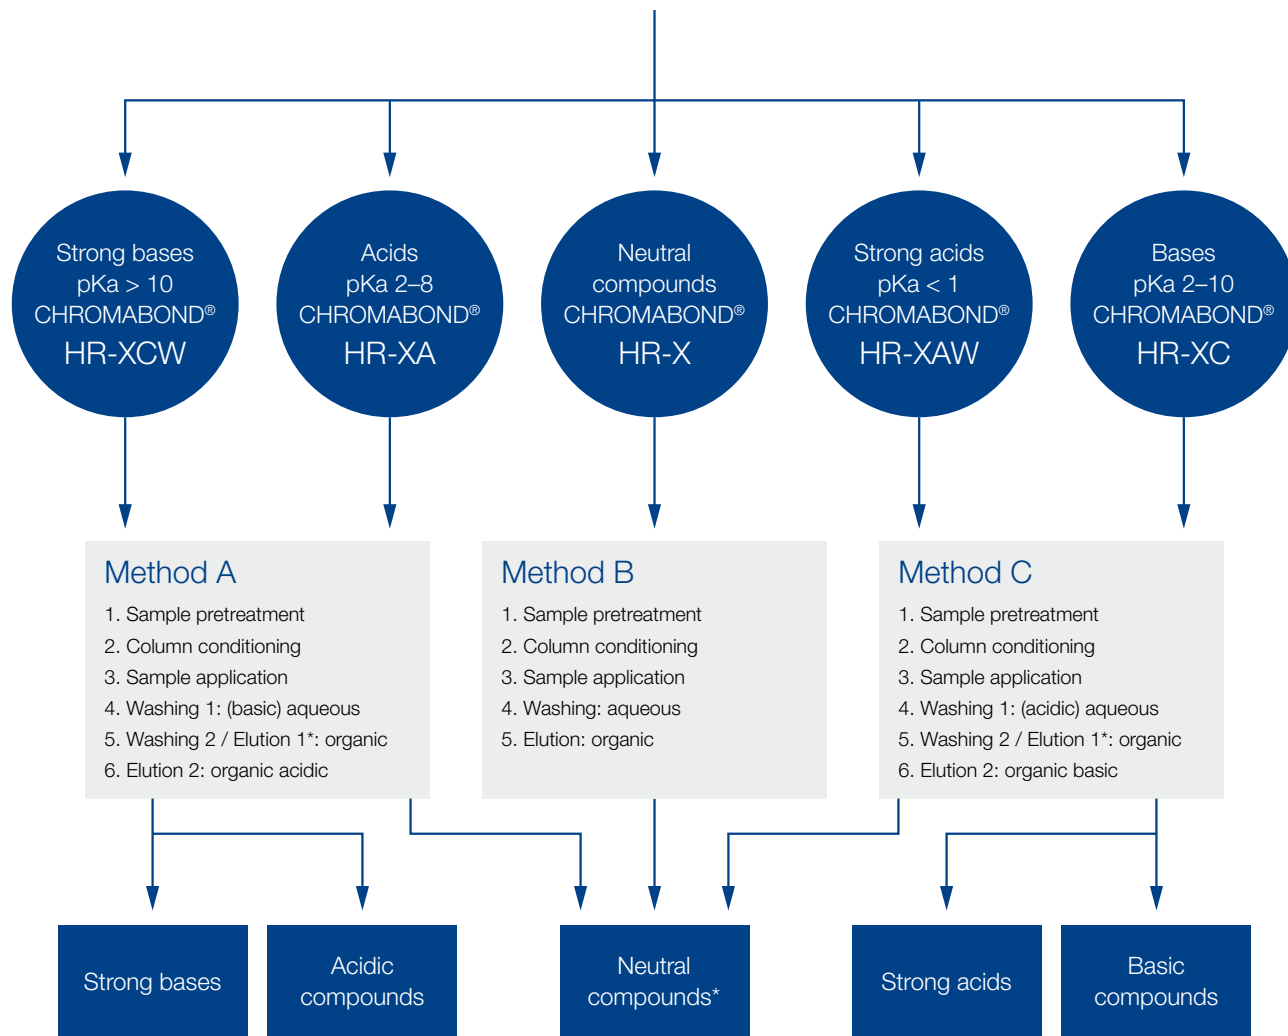 Strong bases
pKa > 10
CHROMABOND®
HR-XCW
Acids
pKa 2–8
CHROMABOND®
HR-XA
Neutral
compounds
CHROMABOND®
HR-X
Strong acids
pKa < 1
CHROMABOND®
HR-XAW
Bases
pKa 2–10
CHROMABOND®
HR-XC
Method A
1. Sample pretreatment
2. Column conditioning
3. Sample application
4. Washing 1: (basic) aqueous
5. Washing 2 / Elution 1*: organic
6. Elution 2: organic acidic
Method B
1. Sample pretreatment
2. Column conditioning
3. Sample application
4. Washing: aqueous
5. Elution: organic
Method C
1. Sample pretreatment
2. Column conditioning
3. Sample application
4. Washing 1: (acidic) aqueous
5. Washing 2 / Elution 1*: organic
6. Elution 2: organic basic
Strong bases
Acidic
compounds
Neutral
compounds*
Strong acids
Basic
compounds